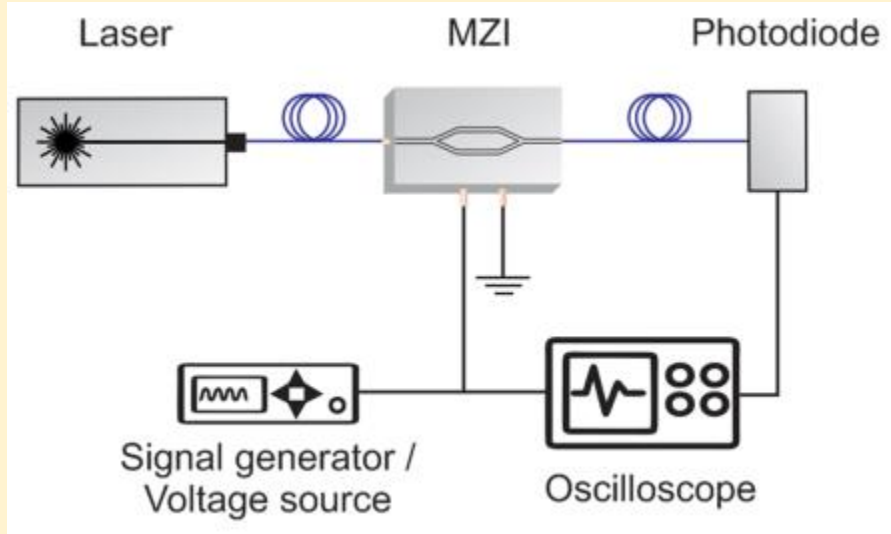 Laser
MZI
Photodiode
Signal generator /
Voltage source
Oscilloscope